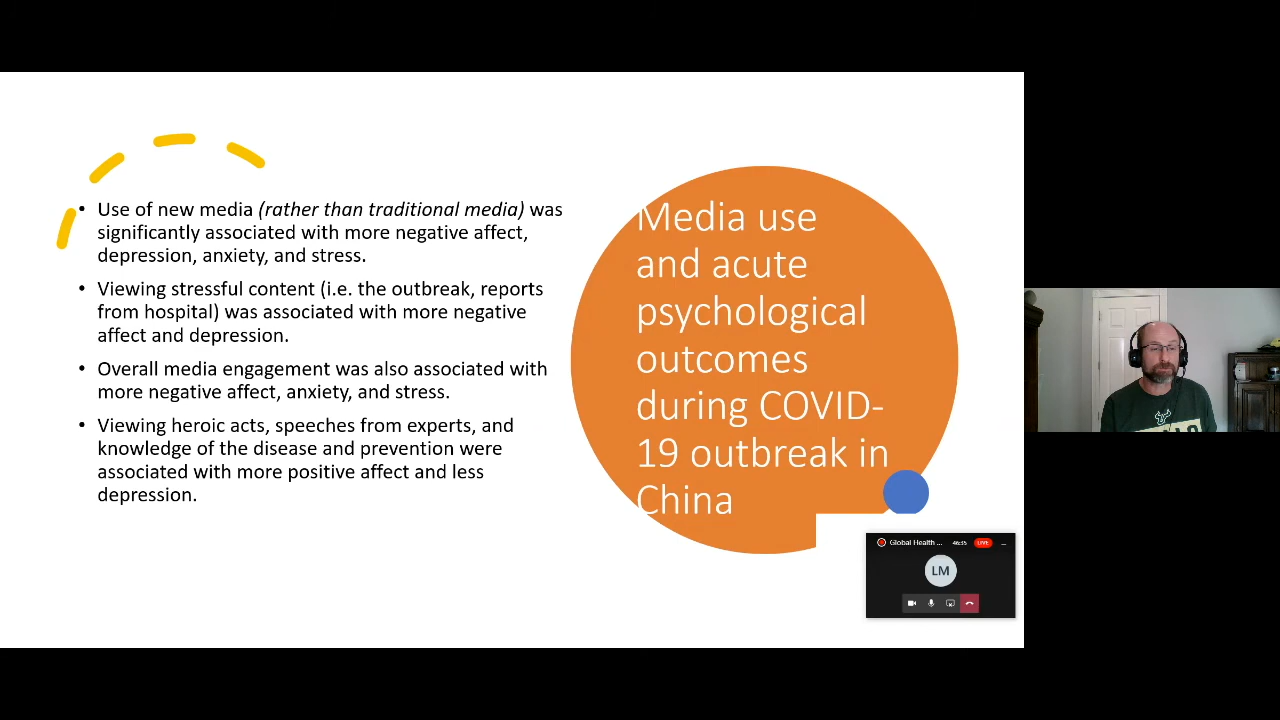 Use of new media (rather than traditional media) was
significantly associated with more negative affect,
depression, anxiety, and stress.
Viewing stressful content (i.e. the outbreak, reports
from hospital) was associated with more negative
affect and depression.
Overall media engagement was also associated with
more negative affect, anxiety, and stress.
Viewing heroic acts, speeches from experts, and
knowledge of the disease and prevention were
associated with more positive affect and less
depression.
Media use
and acute
psychological
outcomes
during COVID-
19 outbreak in
China
Global Health ... 46:35 LIVE ...
LM